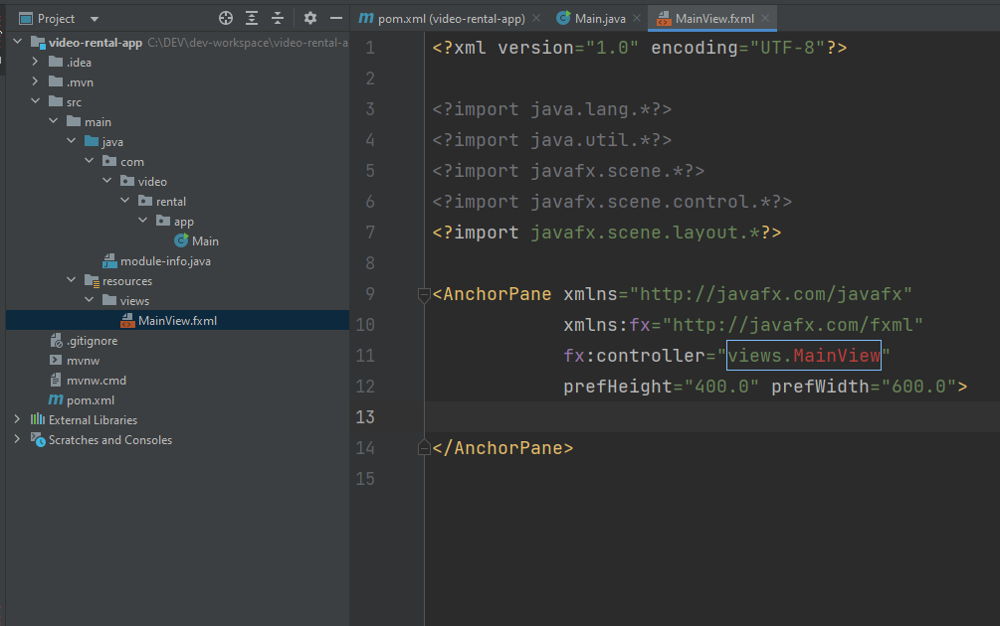 Project
pom.xml (video-rental-app)
Main.java
MainView.fxml
video-rental-app C:\DEV\dev-workspace\video-rental-a
.idea
.mvn
src
main
java
com
video
rental
app
Main
module-info.java
resources
views
MainView.fxml
.gitignore
mvnw
mvnw.cmd
pom.xml
External Libraries
Scratches and Consoles
1 <?xml version="1.0" encoding="UTF-8"?>
2
3 <?import java.lang.*?>
4 <?import java.util.*?>
5 <?import javafx.scene.*?>
6 <?import javafx.scene.control.*?>
7 <?import javafx.scene.layout.*?>
8
9 <AnchorPane xmlns="http://javafx.com/javafx"
10 xmlns:fx="http://javafx.com/fxml"
11 fx:controller="views.MainView"
12 prefHeight="400.0" prefWidth="600.0">
13
14 </AnchorPane>
15